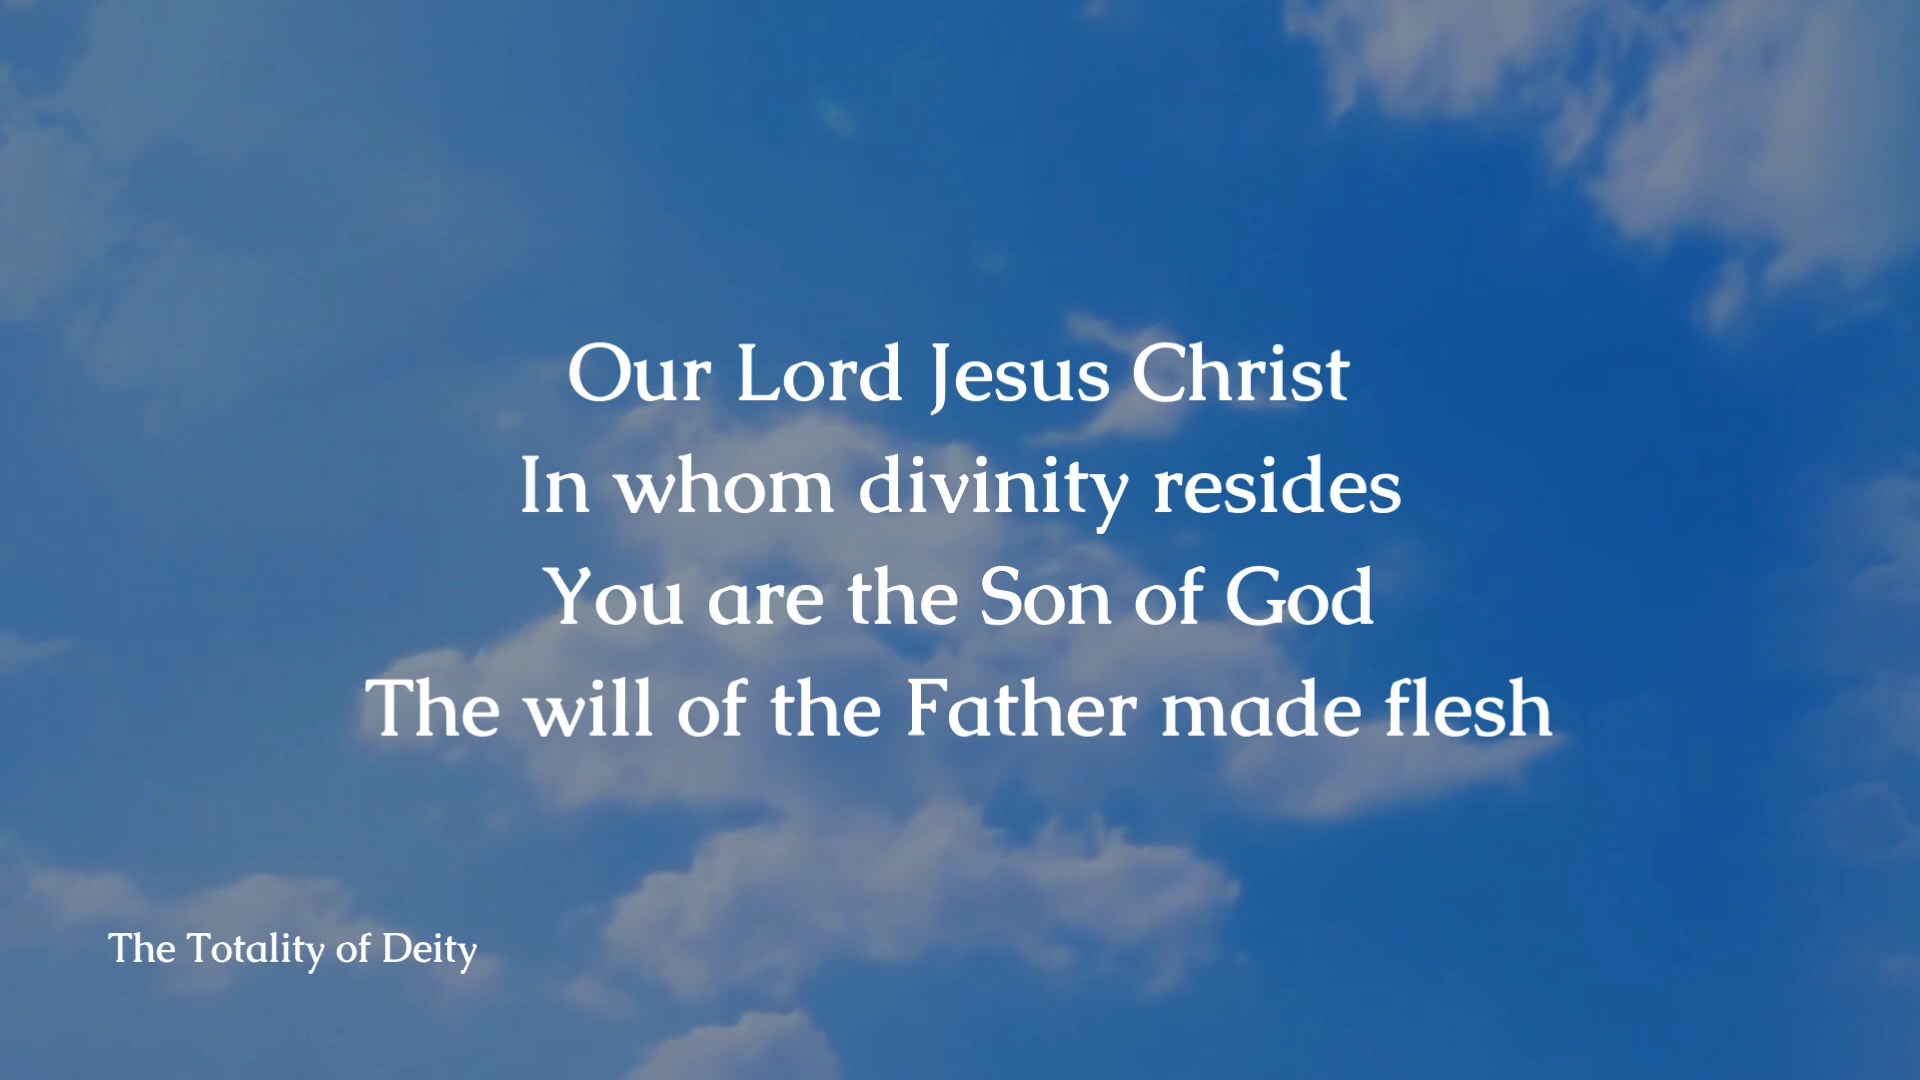 Our Lord Jesus Christ
In whom divinity resides
You are the Son of God
The will of the Father made flesh
The Totality of Deity